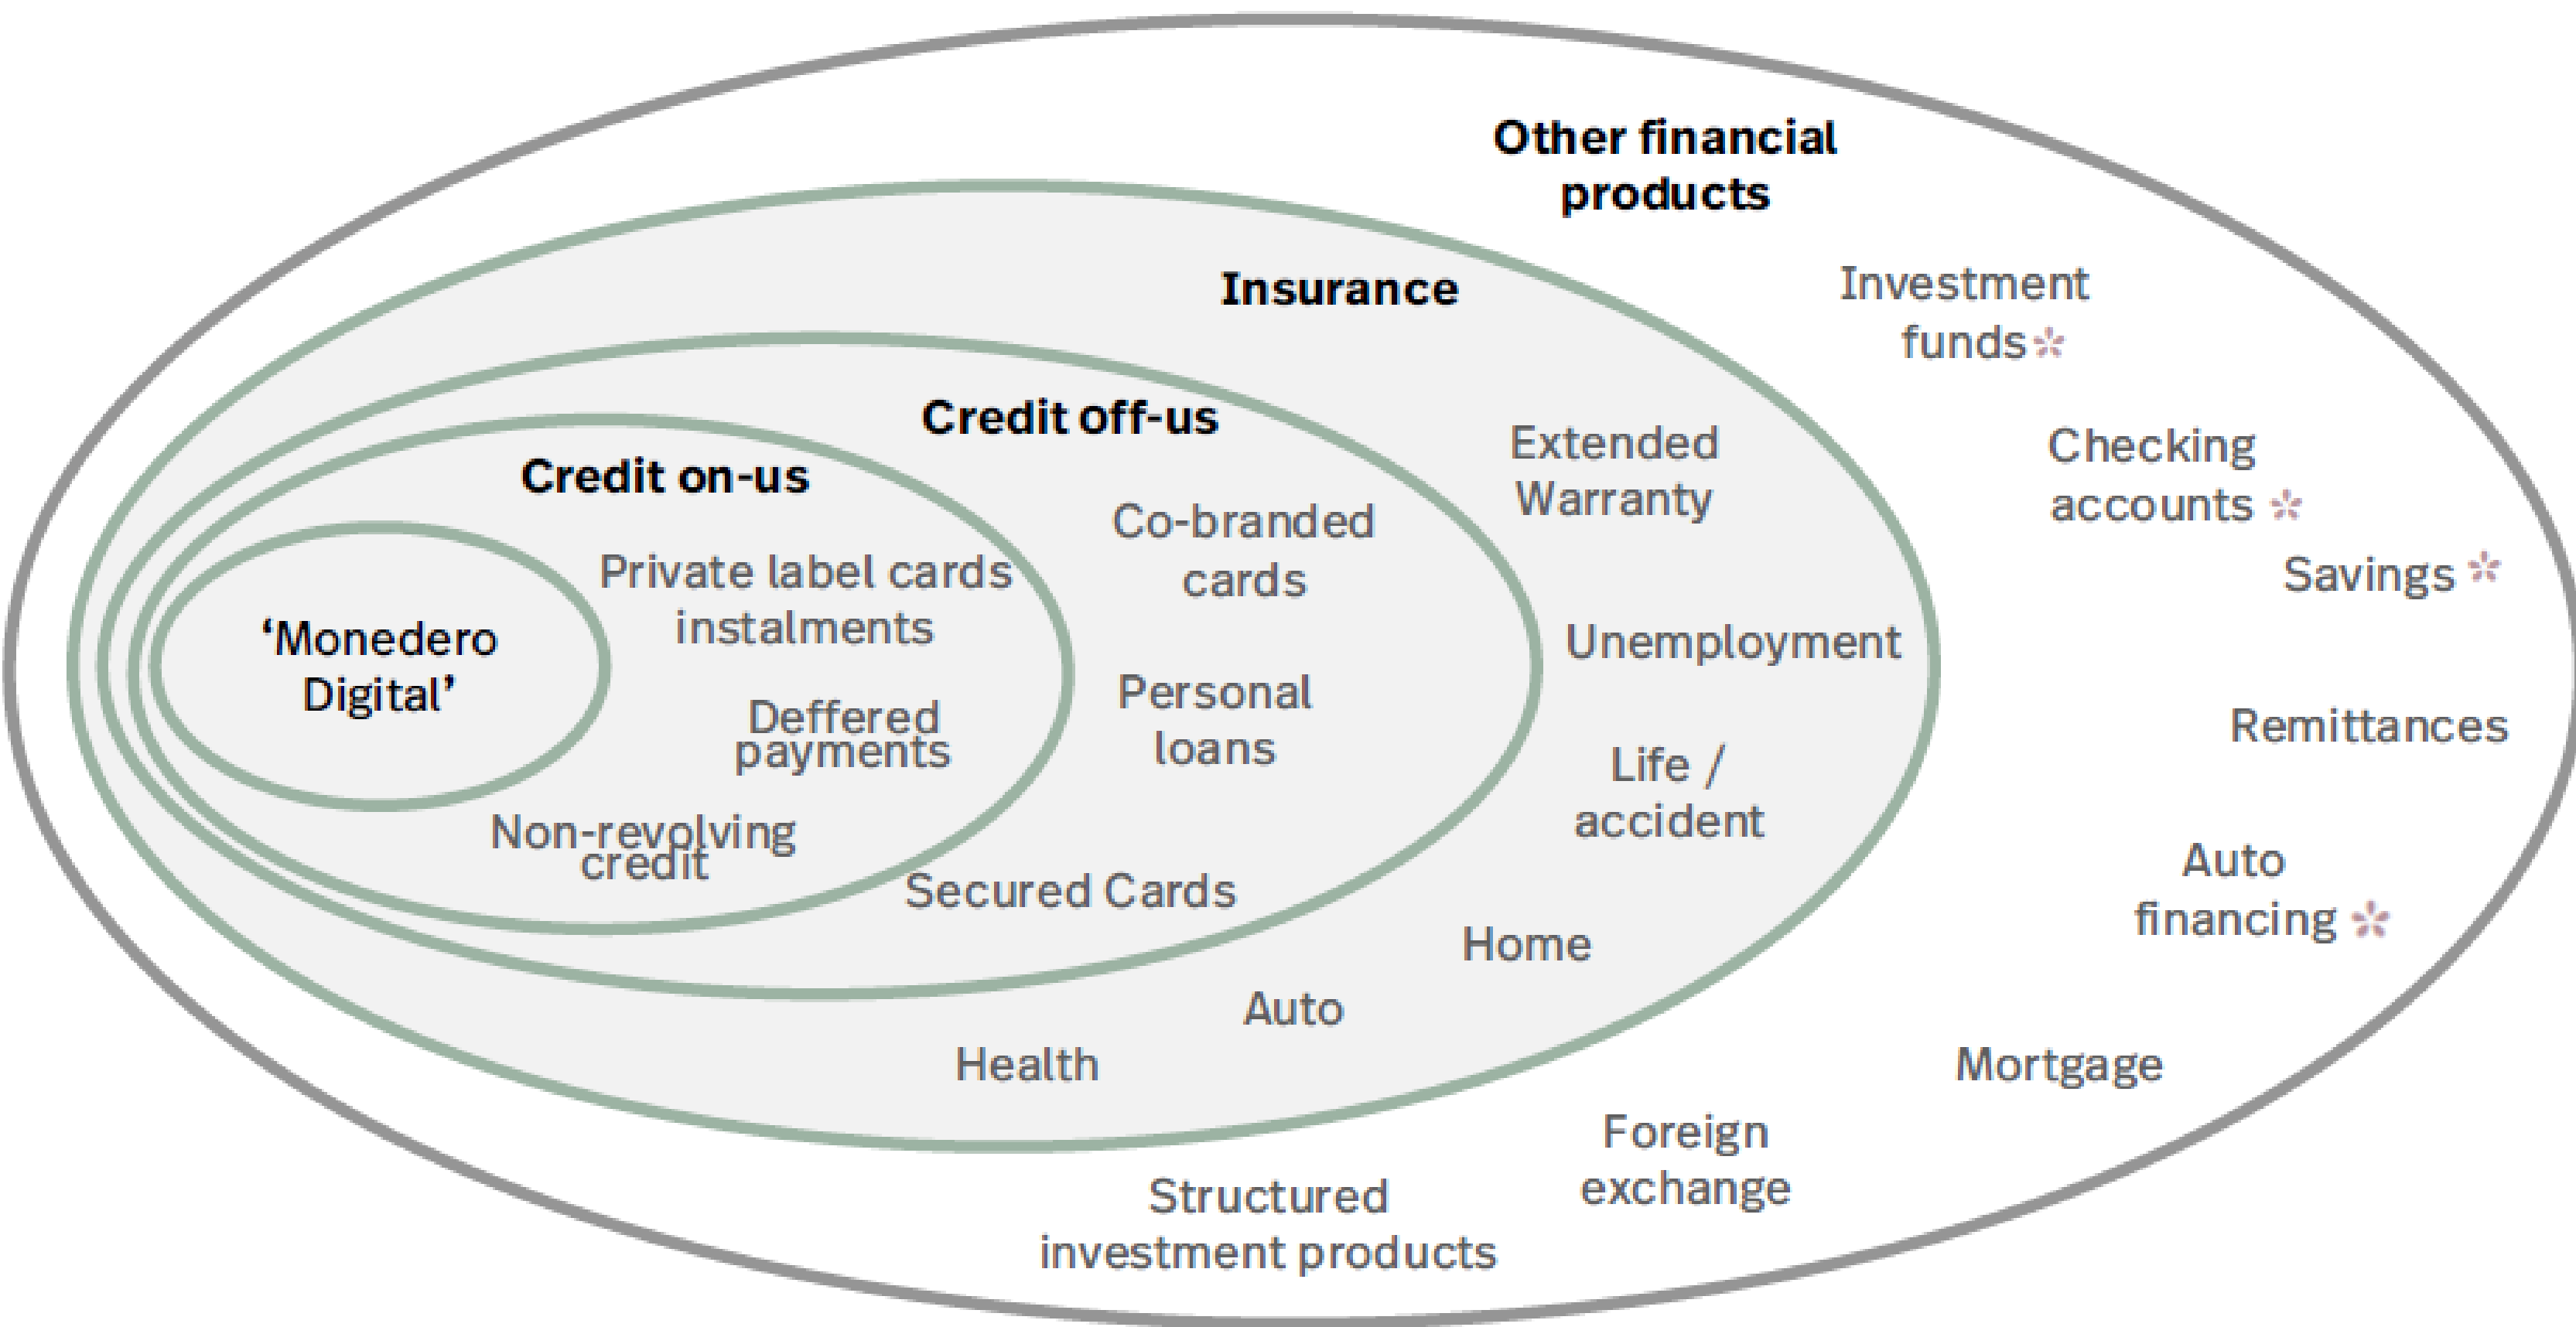 Other financial
products
Insurance
Credit off-us
Credit on-us
‘Monedero
Digital’
Private label cards
instalments
Deffered
payments
Non-revolving
credit
Co-branded
cards
Personal
loans
Secured Cards
Extended
Warranty
Unemployment
Life /
accident
Home
Auto
Health
Investment
funds*
Checking
accounts *
Savings *
Remittances
Auto
financing *
Mortgage
Foreign
exchange
Structured
investment products